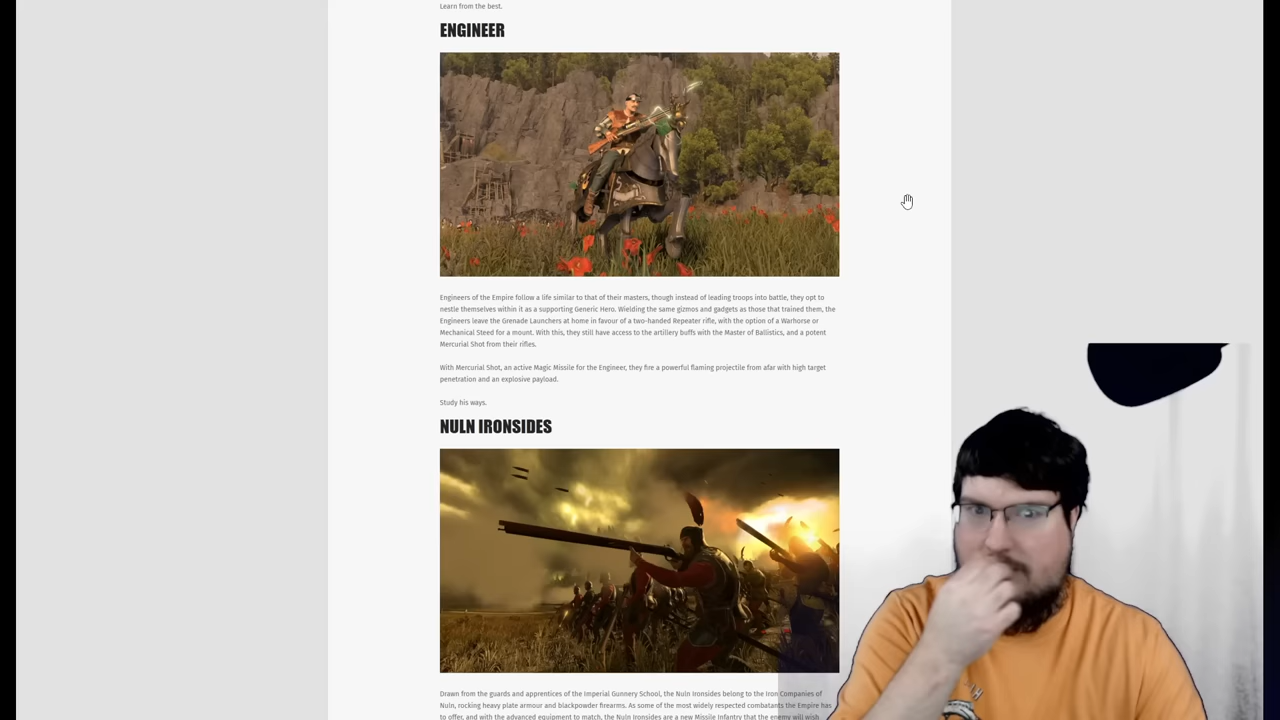 Learn from the best.
ENGINEER
Engineers of the Empire follow a life similar to that of their masters, though instead of leading troops into battle, they opt to
nestle themselves within it as a supporting Generic Hero. Wielding the same gizmos and gadgets as those that trained them, the
Engineers leave the Grenade Launchers at home in favour of a two-handed Repeater rifle, with the option of a Warhorse or
Mechanical Steed for a mount. With this, they still have access to the artillery buffs with the Master of Ballistics, and a potent
Mercurial Shot from their rifles.
With Mercurial Shot, an active Magic Missile for the Engineer, they fire a powerful flaming projectile from afar with high target
penetration and an explosive payload.
Study his ways.
NULN IRONSIDES
Drawn from the guards and apprentices of the Imperial Gunnery School, the Nuln Ironsides belong to the Iron Companies of
Nuln, rocking heavy plate armour and blackpowder firearms. As some of the most widely respected combatants the Empire has
to offer, and with the advanced equipment to match, the Nuln Ironsides are a new Missile Infantry that the enemy will wish